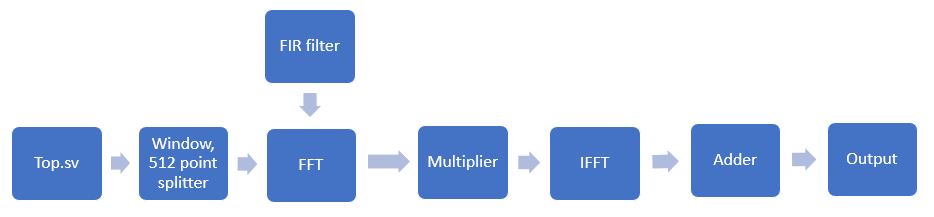 FIR filter
Top.sv
Window,
512 point
splitter
FFT
Multiplier
IFFT
Adder
Output